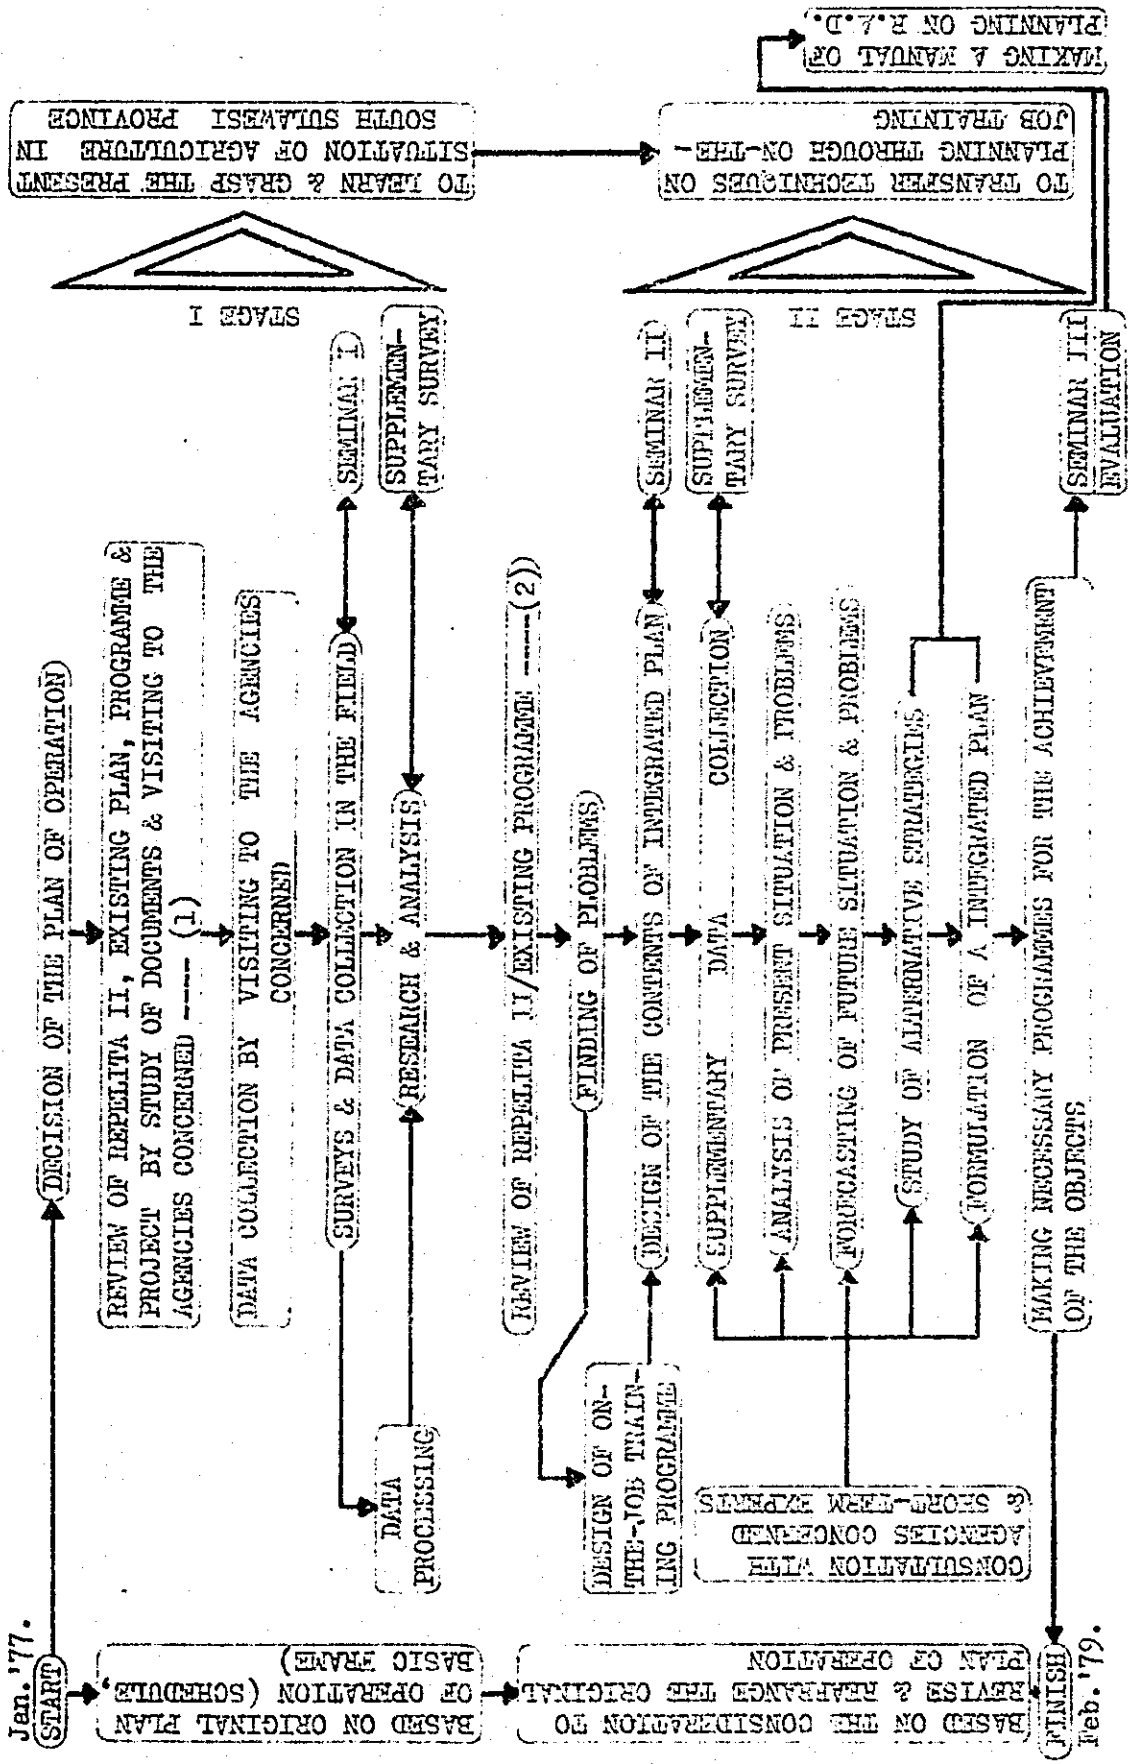 Jan.'77.
START
DECISION OF THE PLAN OF OPERATION
REVIEW OF REPELITA II, EXISTING PLAN, PROGRAMME &
PROJECT BY STUDY OF DOCUMENTS & VISITING TO THE
AGENCIES CONCERNED ---- (1)
DATA COLLECTION BY VISITING TO THE AGENCIES
CONCERNED
SURVEYS & DATA COLLECTION IN THE FIELD
SEMINAR I
DATA
PROCESSING
RESEARCH & ANALYSIS
SUPPLEMEN-
TARY SURVEY
BASED ON ORIGINAL PLAN
OF OPERATION (SCHEDULE,
BASIC FRAME)
STAGE I
TO LEARN & GRASP THE PRESENT
SITUATION OF AGRICULTURE IN
SOUTH SULAWESI PROVINCE
REVIEW OF REPELITA II/EXISTING PROGRAMME ----(2)
FINDING OF PLOBLEMS
DESIGN OF ON-
THE-JOB TRAIN-
ING PROGRAMME
DECIGN OF THE CONTENTS OF INTEGRATED PLAN
SEMINAR II
SUPPLEMENTARY DATA COLLECTION
SUPPLEMEN-
TARY SURVEY
ANALYSIS OF PRESENT SITUATION & PROBLEMS
FORECASTING OF FUTURE SITUATION & PROBLEMS
STUDY OF ALTERNATIVE STRATEGIES
FORMULATION OF A INTEGRATED PLAN
CONSULTATION WITH
AGENCIES CONCERNED
& SHORT-TERM EXPERTS
BASED ON THE CONSIDERATION TO
REVISE & REARRANGE THE ORIGINAL
PLAN OF OPERATION
STAGE II
TO TRANSFER TECHNIQUES ON
PLANNING THROUGH ON-THE-
JOB TRAINING
MAKING NECESSARY PROGRAMMES FOR THE ACHIEVEMENT
OF THE OBJECTS
SEMINAR III
EVALUATION
MAKING A MANUAL OF
PLANNING ON R.A.D.
FINISH
Feb.'79.